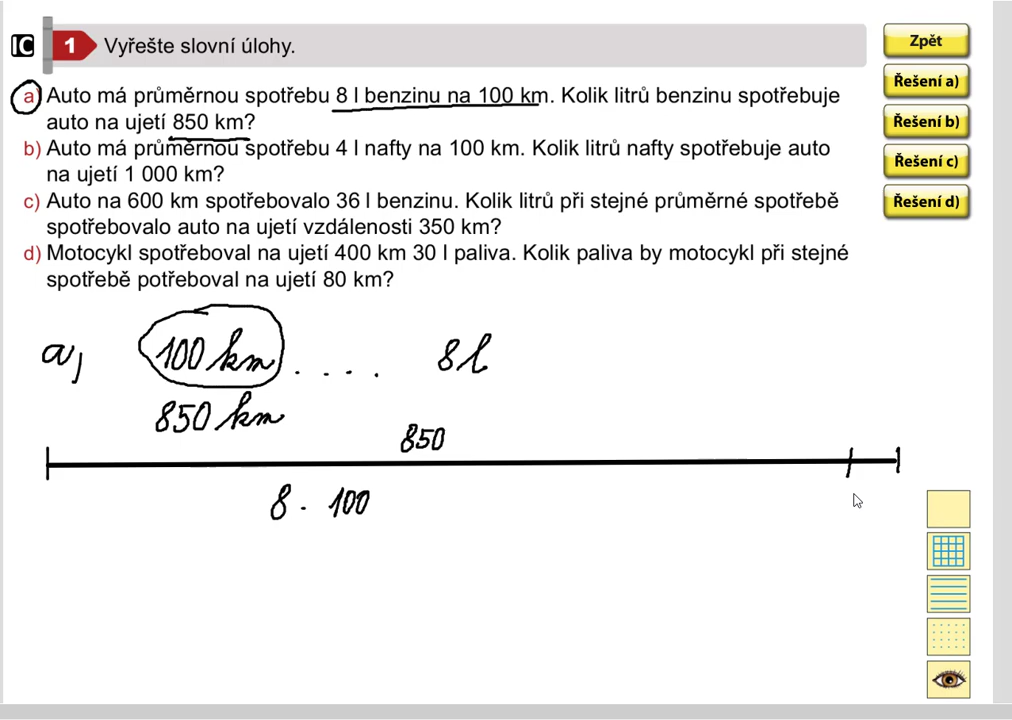 IC 1 Vyřešte slovní úlohy.
Zpět
Řešení a)
Řešení b)
Řešení c)
Řešení d)
a) Auto má průměrnou spotřebu 8 l benzinu na 100 km. Kolik litrů benzinu spotřebuje
auto na ujetí 850 km?
b) Auto má průměrnou spotřebu 4 l nafty na 100 km. Kolik litrů nafty spotřebuje auto
na ujetí 1 000 km?
c) Auto na 600 km spotřebovalo 36 l benzinu. Kolik litrů při stejné průměrné spotřebě
spotřebovalo auto na ujetí vzdálenosti 350 km?
d) Motocykl spotřeboval na ujetí 400 km 30 l paliva. Kolik paliva by motocykl při stejné
spotřebě potřeboval na ujetí 80 km?
a) 100 km .... 8 l
850 km
850
8 . 100